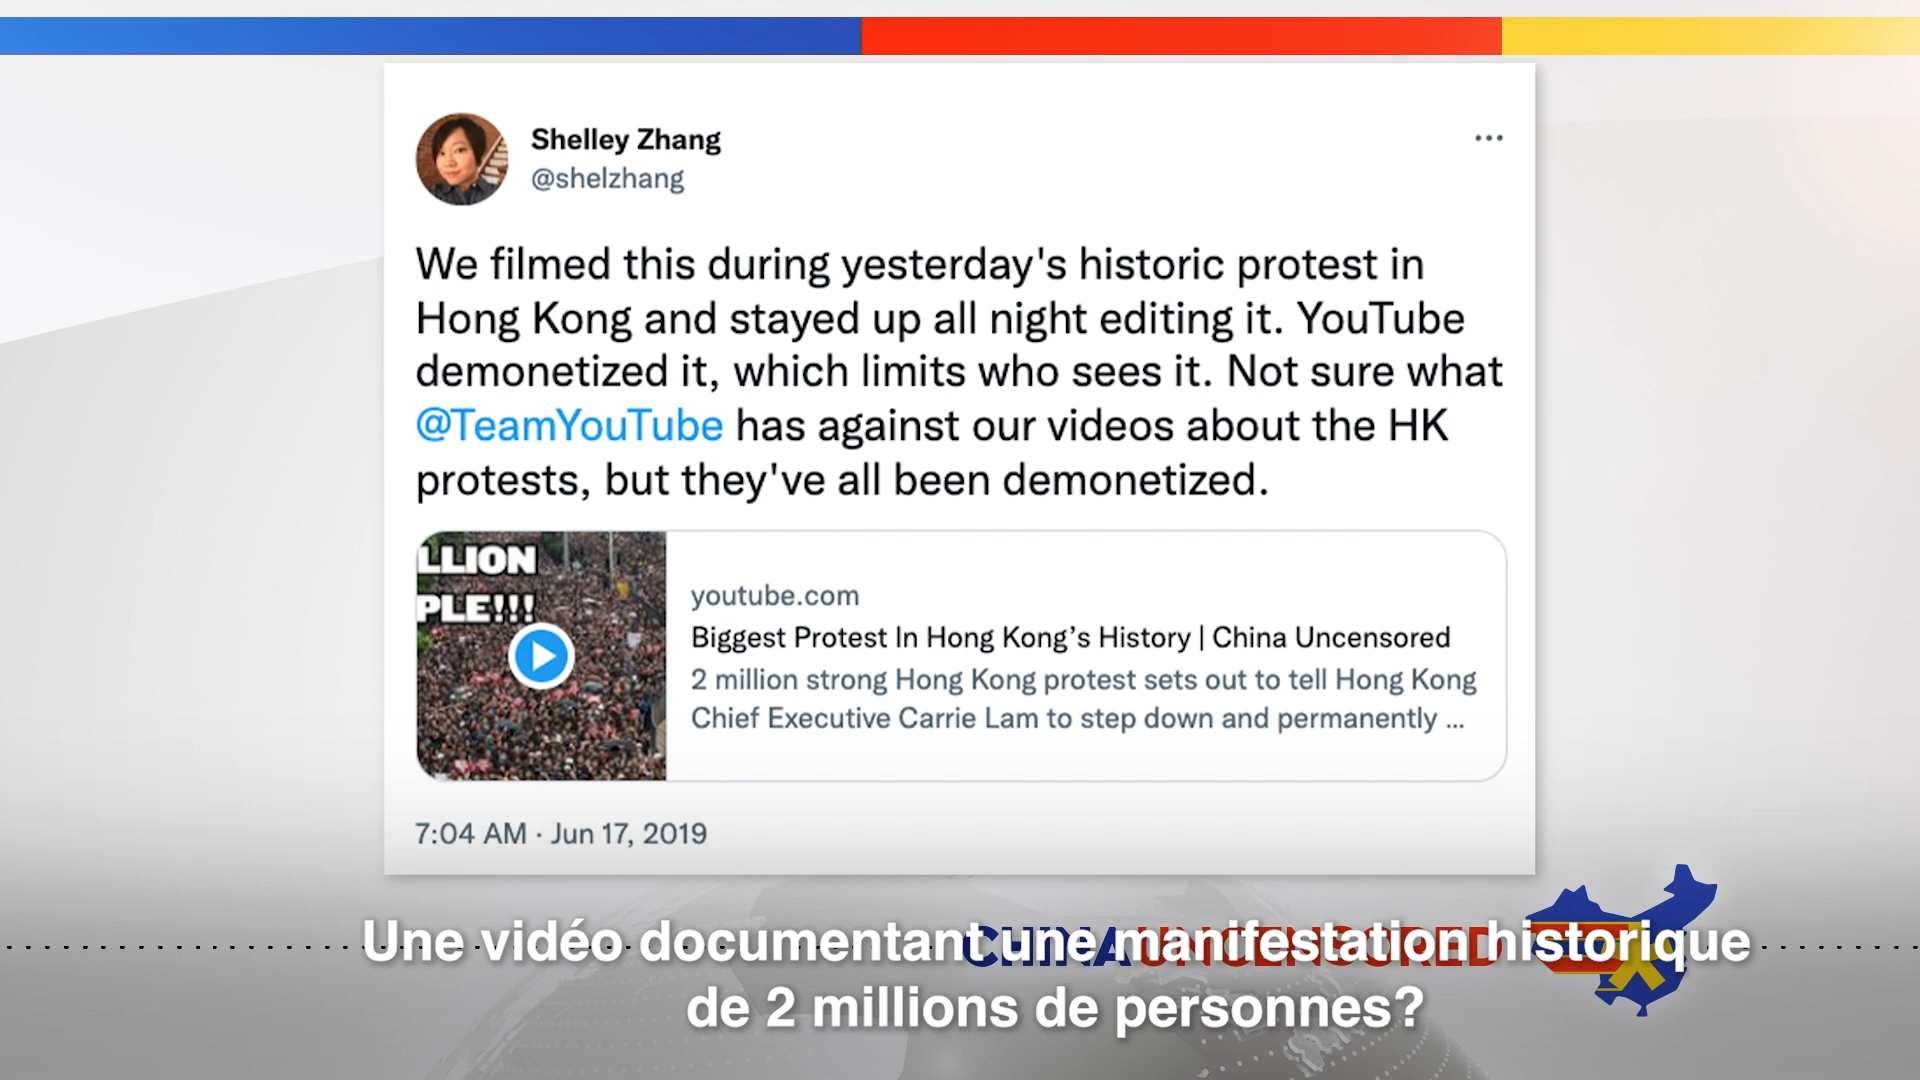 Shelley Zhang
@shelzhang
We filmed this during yesterday's historic protest in
Hong Kong and stayed up all night editing it. YouTube
demonetized it, which limits who sees it. Not sure what
@TeamYouTube has against our videos about the HK
protests, but they've all been demonetized.
LLION
PLE!!!
youtube.com
Biggest Protest In Hong Kong’s History | China Uncensored
2 million strong Hong Kong protest sets out to tell Hong Kong
Chief Executive Carrie Lam to step down and permanently ...
7:04 AM · Jun 17, 2019
CHINA UNCENSORED
Une vidéo documentant une manifestation historique
de 2 millions de personnes?